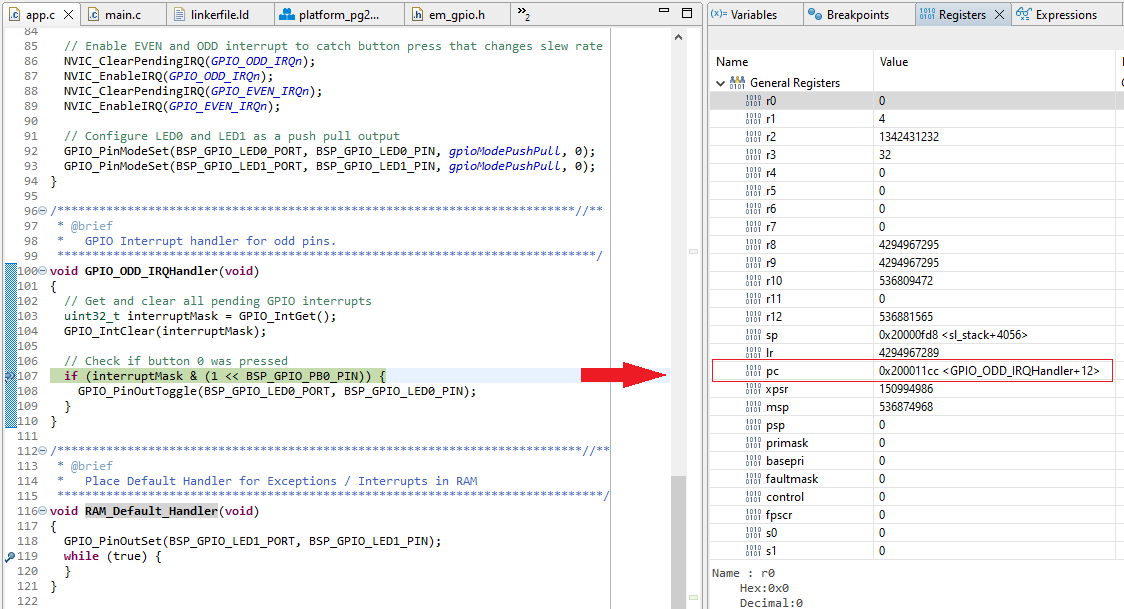 app.c
main.c
linkerfile.ld
platform_pg2...
em_gpio.h
»2
84
85 // Enable EVEN and ODD interrupt to catch button press that changes slew rate
86 NVIC_ClearPendingIRQ(GPIO_ODD_IRQn);
87 NVIC_EnableIRQ(GPIO_ODD_IRQn);
88 NVIC_ClearPendingIRQ(GPIO_EVEN_IRQn);
89 NVIC_EnableIRQ(GPIO_EVEN_IRQn);
90
91 // Configure LED0 and LED1 as a push pull output
92 GPIO_PinModeSet(BSP_GPIO_LED0_PORT, BSP_GPIO_LED0_PIN, gpioModePushPull, 0);
93 GPIO_PinModeSet(BSP_GPIO_LED1_PORT, BSP_GPIO_LED1_PIN, gpioModePushPull, 0);
94 }
95
96 /***************************************************************************//**
97 * @brief
98 * GPIO Interrupt handler for odd pins.
99 ******************************************************************************/
100 void GPIO_ODD_IRQHandler(void)
101 {
102 // Get and clear all pending GPIO interrupts
103 uint32_t interruptMask = GPIO_IntGet();
104 GPIO_IntClear(interruptMask);
105
106 // Check if button 0 was pressed
107 if (interruptMask & (1 << BSP_GPIO_PB0_PIN)) {
108 GPIO_PinOutToggle(BSP_GPIO_LED0_PORT, BSP_GPIO_LED0_PIN);
109 }
110 }
111
112 /****************************************************************************//**
113 * @brief
114 * Place Default Handler for Exceptions / Interrupts in RAM
115 *******************************************************************************/
116 void RAM_Default_Handler(void)
117 {
118 GPIO_PinOutSet(BSP_GPIO_LED1_PORT, BSP_GPIO_LED1_PIN);
119 while (true) {
120 }
121 }
122
(x)= Variables
Breakpoints
Registers
Expressions
Name Value
General Registers
r0 0
r1 4
r2 1342431232
r3 32
r4 0
r5 0
r6 0
r7 0
r8 4294967295
r9 4294967295
r10 536809472
r11 0
r12 536881565
sp 0x20000fd8 <sl_stack+4056>
lr 4294967289
pc 0x200011cc <GPIO_ODD_IRQHandler+12>
xpsr 150994986
msp 536874968
psp 0
primask 0
basepri 0
faultmask 0
control 0
fpscr 0
s0 0
s1 0
Name : r0
Hex:0x0
Decimal:0